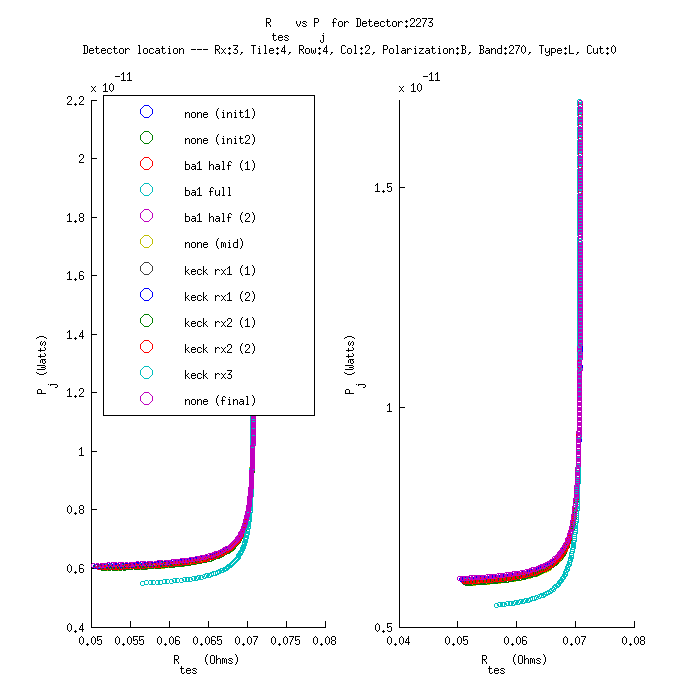 R    vs P  for Detector:2273
tes     j
Detector location --- Rx:3, Tile:4, Row:4, Col:2, Polarization:B, Band:270, Type:L, Cut:0
x 10 -11
x 10 -11
2.2
2
1.8
1.6
1.4
1.2
1
0.8
0.6
0.4
P j (Watts)
none (init1)
none (init2)
ba1 half (1)
ba1 full
ba1 half (2)
none (mid)
keck rx1 (1)
keck rx1 (2)
keck rx2 (1)
keck rx2 (2)
keck rx3
none (final)
0.05 0.055 0.06 0.065 0.07 0.075 0.08
R tes (Ohms)
1.5
1
0.5
P j (Watts)
0.04 0.05 0.06 0.07 0.08
R tes (Ohms)